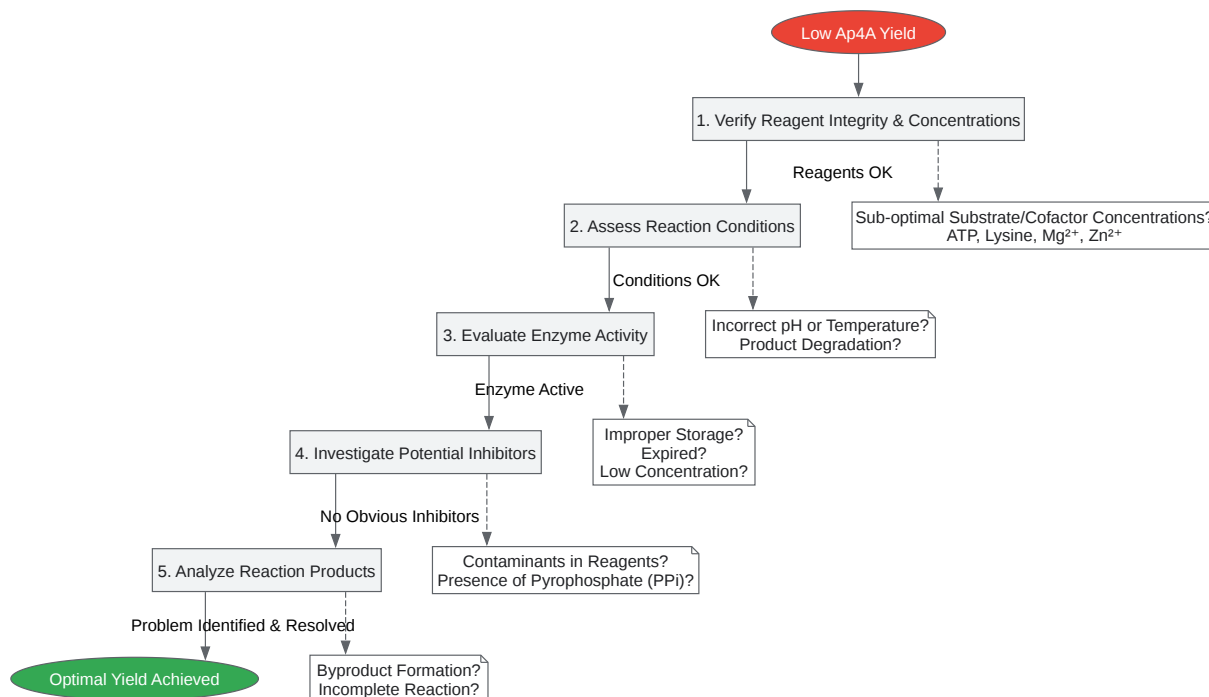 Low Ap4A Yield
1. Verify Reagent Integrity & Concentrations
Reagents OK
Sub-optimal Substrate/Cofactor Concentrations?
ATP, Lysine, Mg²⁺, Zn²⁺
2. Assess Reaction Conditions
Conditions OK
Incorrect pH or Temperature?
Product Degradation?
3. Evaluate Enzyme Activity
Enzyme Active
Improper Storage?
Expired?
Low Concentration?
4. Investigate Potential Inhibitors
No Obvious Inhibitors
Contaminants in Reagents?
Presence of Pyrophosphate (PPi)?
5. Analyze Reaction Products
Problem Identified & Resolved
Byproduct Formation?
Incomplete Reaction?
Optimal Yield Achieved